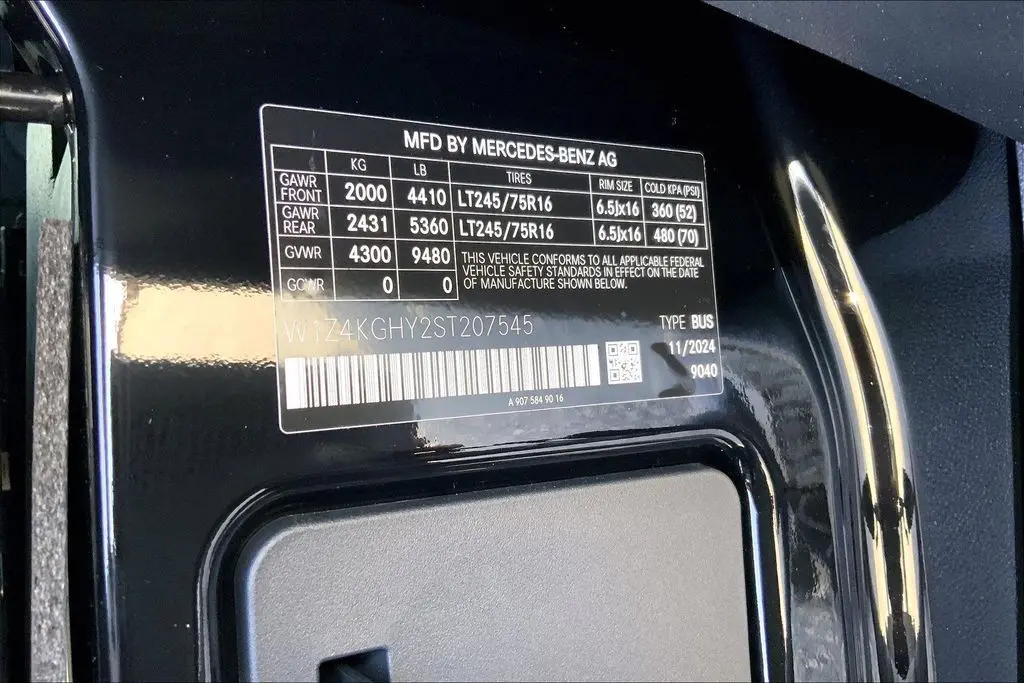 MFD BY MERCEDES-BENZ AG
KG LB TIRES RIM SIZE COLD KPA (PSI)
GAWR FRONT 2000 4410 LT245/75R16 6.5Jx16 360 (52)
GAWR REAR 2431 5360 LT245/75R16 6.5Jx16 480 (70)
GVWR 4300 9480
GCWR 0 0
THIS VEHICLE CONFORMS TO ALL APPLICABLE FEDERAL
VEHICLE SAFETY STANDARDS IN EFFECT ON THE DATE
OF MANUFACTURE SHOWN BELOW.
W1Z4KGHY2ST207545
TYPE BUS
11/2024
9040
A 907 584 90 16